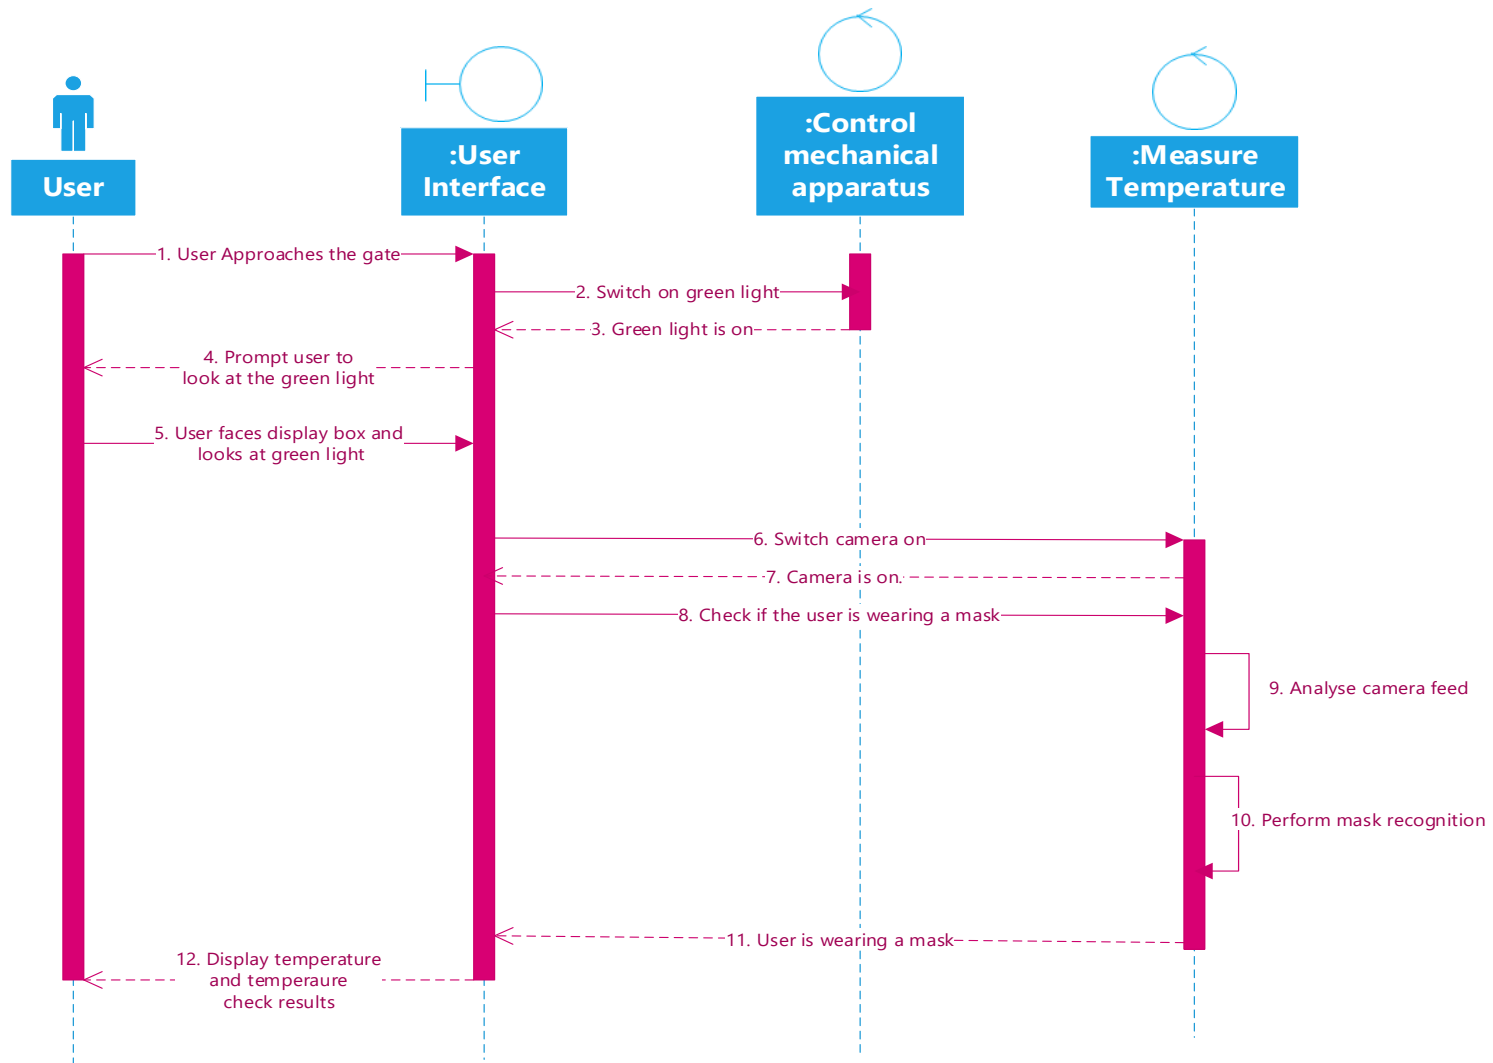 User
:User
Interface
:Control
mechanical
apparatus
:Measure
Temperature
1. User Approaches the gate
2. Switch on green light
3. Green light is on
4. Prompt user to
look at the green light
5. User faces display box and
looks at green light
6. Switch camera on
7. Camera is on.
8. Check if the user is wearing a mask
9. Analyse camera feed
10. Perform mask recognition
11. User is wearing a mask
12. Display temperature
and temperaure
check results